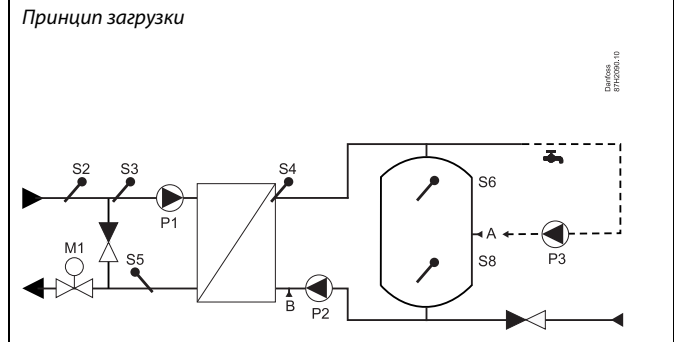 Принцип загрузки
Danfoss
87H2090.10
S2
S3
S4
P1
S6
A
P3
M1
S5
S8
B
P2